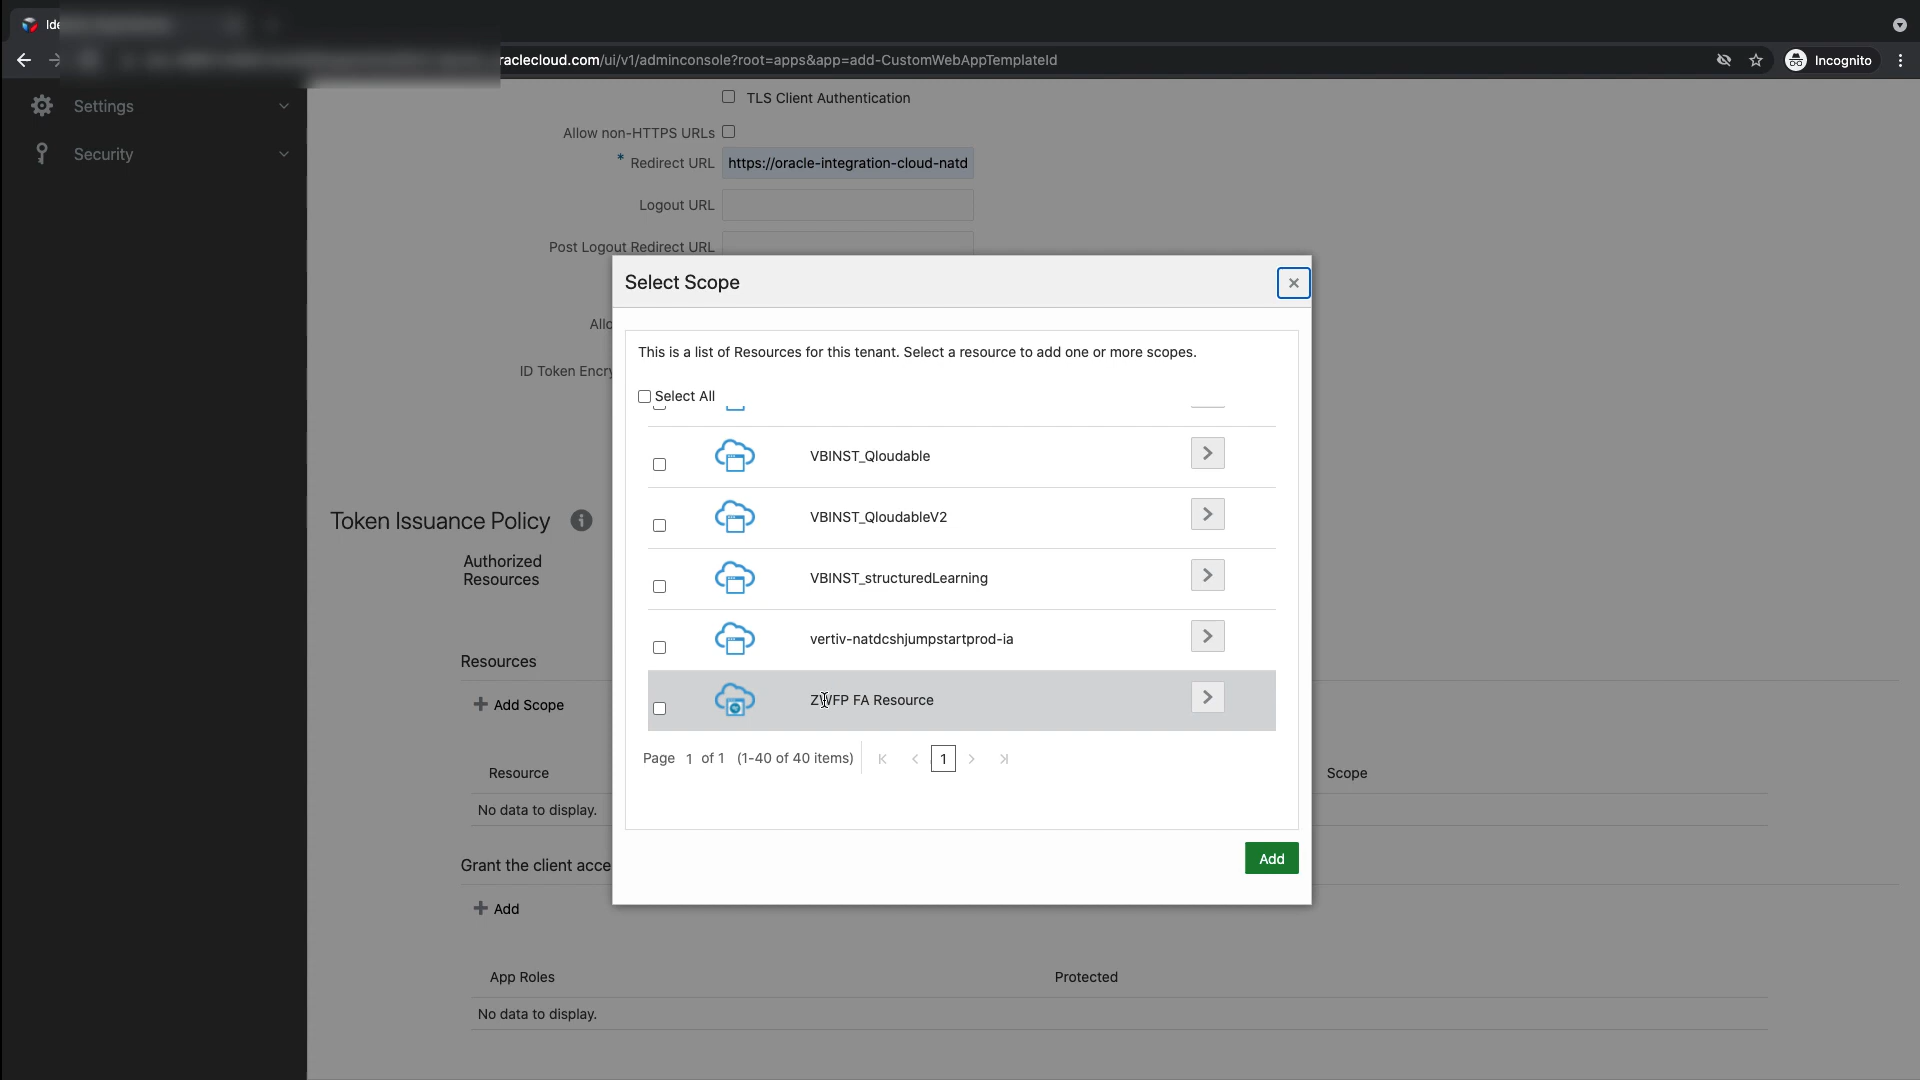 Ide
raclecloud.com/ui/v1/adminconsole?root=apps&app=add-CustomWebAppTemplateId
Incognito
Settings
Security
TLS Client Authentication
Allow non-HTTPS URLs
* Redirect URL
https://oracle-integration-cloud-natd
Logout URL
Post Logout Redirect URL
Allo
ID Token Encry
Select Scope
This is a list of Resources for this tenant. Select a resource to add one or more scopes.
Select All
VBINST_Qloudable
VBINST_QloudableV2
VBINST_structuredLearning
vertiv-natdcshjumpstartprod-ia
ZWFP FA Resource
Page 1 of 1 (1-40 of 40 items) 1
Add
Token Issuance Policy
Authorized
Resources
Resources
Add Scope
Resource
Scope
No data to display.
Grant the client acce
Add
App Roles
Protected
No data to display.